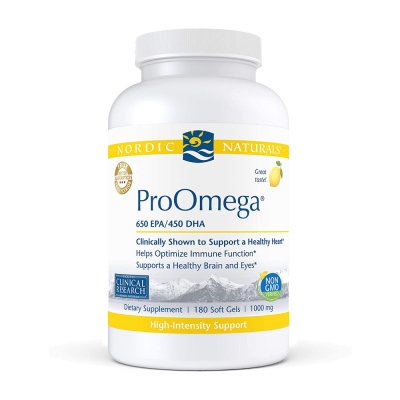 NORDIC NATURALS®
Great
taste!
ProOmega®
650 EPA/450 DHA
Clinically Shown to Support a Healthy Heart*
Helps Optimize Immune Function*
Supports a Healthy Brain and Eyes*
CLINICAL
RESEARCH
NON
GMO
VERIFIED
Dietary Supplement | 180 Soft Gels | 1000 mg
High-Intensity Support